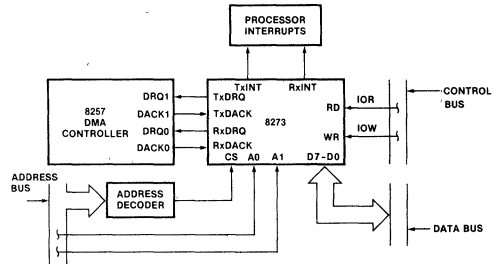 PROCESSOR
INTERRUPTS
TxINT RxINT
8257
DMA
CONTROLLER
DRQ1
DACK1
DRQ0
DACK0
TxDRQ
TxDACK
RxDRQ
RxDACK
8273
CS A0 A1 D7-D0
RD
WR
IOR
IOW
CONTROL
BUS
ADDRESS
BUS
ADDRESS
DECODER
DATA BUS